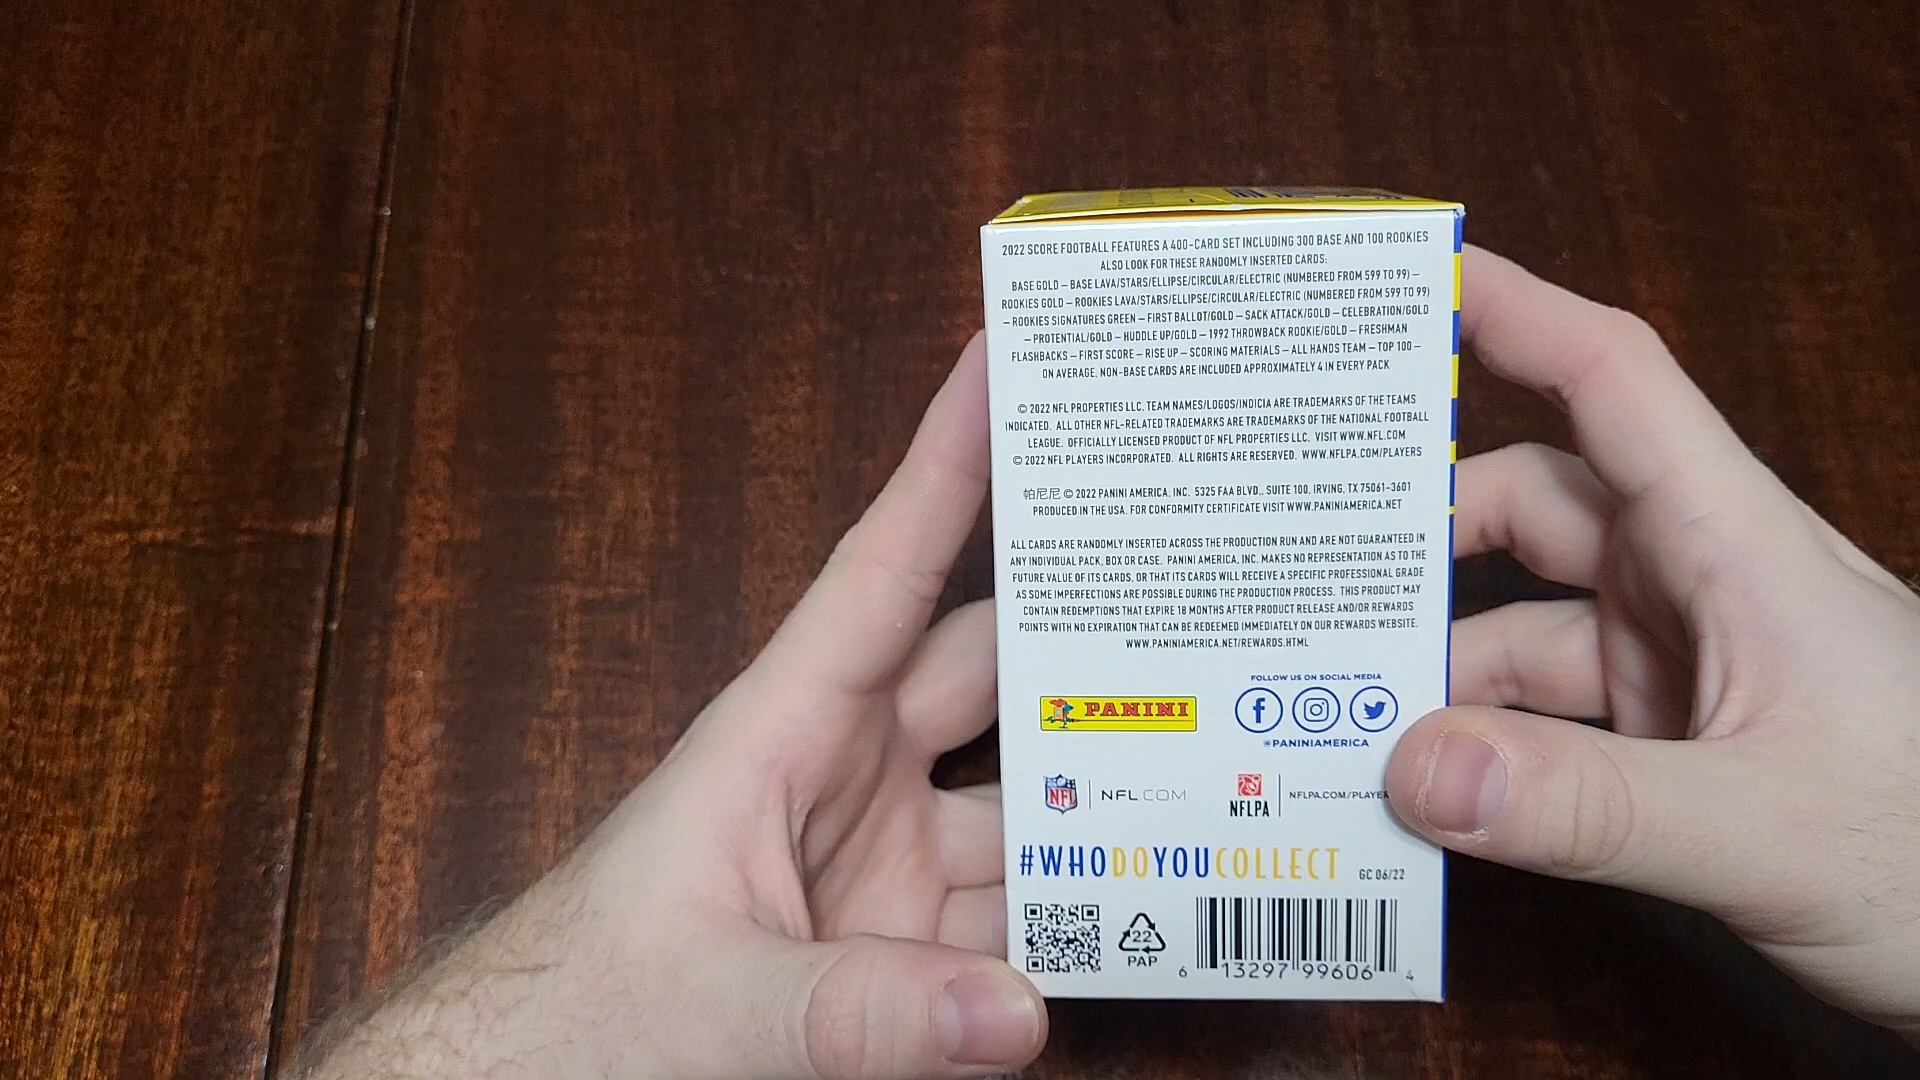 2022 SCORE FOOTBALL FEATURES A 400-CARD SET INCLUDING 300 BASE AND 100 ROOKIES
ALSO LOOK FOR THESE RANDOMLY INSERTED CARDS:
BASE GOLD – BASE LAVA/STARS/ELLIPSE/CIRCULAR/ELECTRIC (NUMBERED FROM 599 TO 99) –
ROOKIES GOLD – ROOKIES LAVA/STARS/ELLIPSE/CIRCULAR/ELECTRIC (NUMBERED FROM 599 TO 99)
– ROOKIES SIGNATURES GREEN – FIRST BALLOT/GOLD – SACK ATTACK/GOLD – CELEBRATION/GOLD
– PROTENTIAL/GOLD – HUDDLE UP/GOLD – 1992 THROWBACK ROOKIE/GOLD – FRESHMAN
FLASHBACKS – FIRST SCORE – RISE UP – SCORING MATERIALS – ALL HANDS TEAM – TOP 100 –
ON AVERAGE, NON-BASE CARDS ARE INCLUDED APPROXIMATELY 4 IN EVERY PACK
© 2022 NFL PROPERTIES LLC. TEAM NAMES/LOGOS/INDICIA ARE TRADEMARKS OF THE TEAMS
INDICATED. ALL OTHER NFL-RELATED TRADEMARKS ARE TRADEMARKS OF THE NATIONAL FOOTBALL
LEAGUE. OFFICIALLY LICENSED PRODUCT OF NFL PROPERTIES LLC. VISIT WWW.NFL.COM
© 2022 NFL PLAYERS INCORPORATED. ALL RIGHTS ARE RESERVED. WWW.NFLPA.COM/PLAYERS
帕尼尼 © 2022 PANINI AMERICA, INC. 5325 FAA BLVD., SUITE 100, IRVING, TX 75061-3601
PRODUCED IN THE USA. FOR CONFORMITY CERTIFICATE VISIT WWW.PANINIAMERICA.NET
ALL CARDS ARE RANDOMLY INSERTED ACROSS THE PRODUCTION RUN AND ARE NOT GUARANTEED IN
ANY INDIVIDUAL PACK, BOX OR CASE. PANINI AMERICA, INC. MAKES NO REPRESENTATION AS TO THE
FUTURE VALUE OF ITS CARDS, OR THAT ITS CARDS WILL RECEIVE A SPECIFIC PROFESSIONAL GRADE
AS SOME IMPERFECTIONS ARE POSSIBLE DURING THE PRODUCTION PROCESS. THIS PRODUCT MAY
CONTAIN REDEMPTIONS THAT EXPIRE 18 MONTHS AFTER PRODUCT RELEASE AND/OR REWARDS
POINTS WITH NO EXPIRATION THAT CAN BE REDEEMED IMMEDIATELY ON OUR REWARDS WEBSITE.
WWW.PANINIAMERICA.NET/REWARDS.HTML
FOLLOW US ON SOCIAL MEDIA
PANINI
@PANINIAMERICA
NFL NFL.COM
NFLPA NFLPA.COM/PLAYER
#WHODOYOUCOLLECT
GC 06/22
22
PAP
6 13297 99606 4